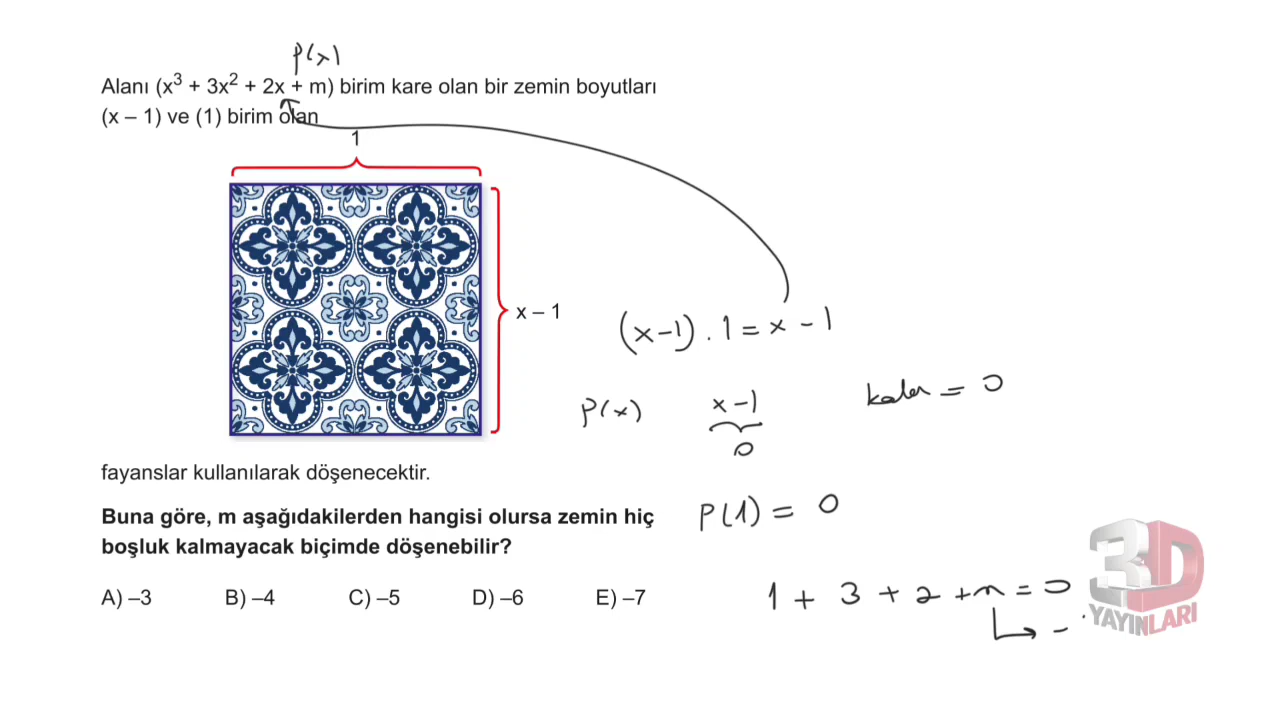 P(x)
Alanı (x³ + 3x² + 2x + m) birim kare olan bir zemin boyutları
(x – 1) ve (1) birim olan
1
x – 1
(x-1) . 1 = x - 1
P(x) x-1 kalan = 0
0
fayanslar kullanılarak döşenecektir.
P(1) = 0
Buna göre, m aşağıdakilerden hangisi olursa zemin hiç
boşluk kalmayacak biçimde döşenebilir?
A) –3 B) –4 C) –5 D) –6 E) –7
1 + 3 + 2 + m = 0
-
3D
YAYINLARI